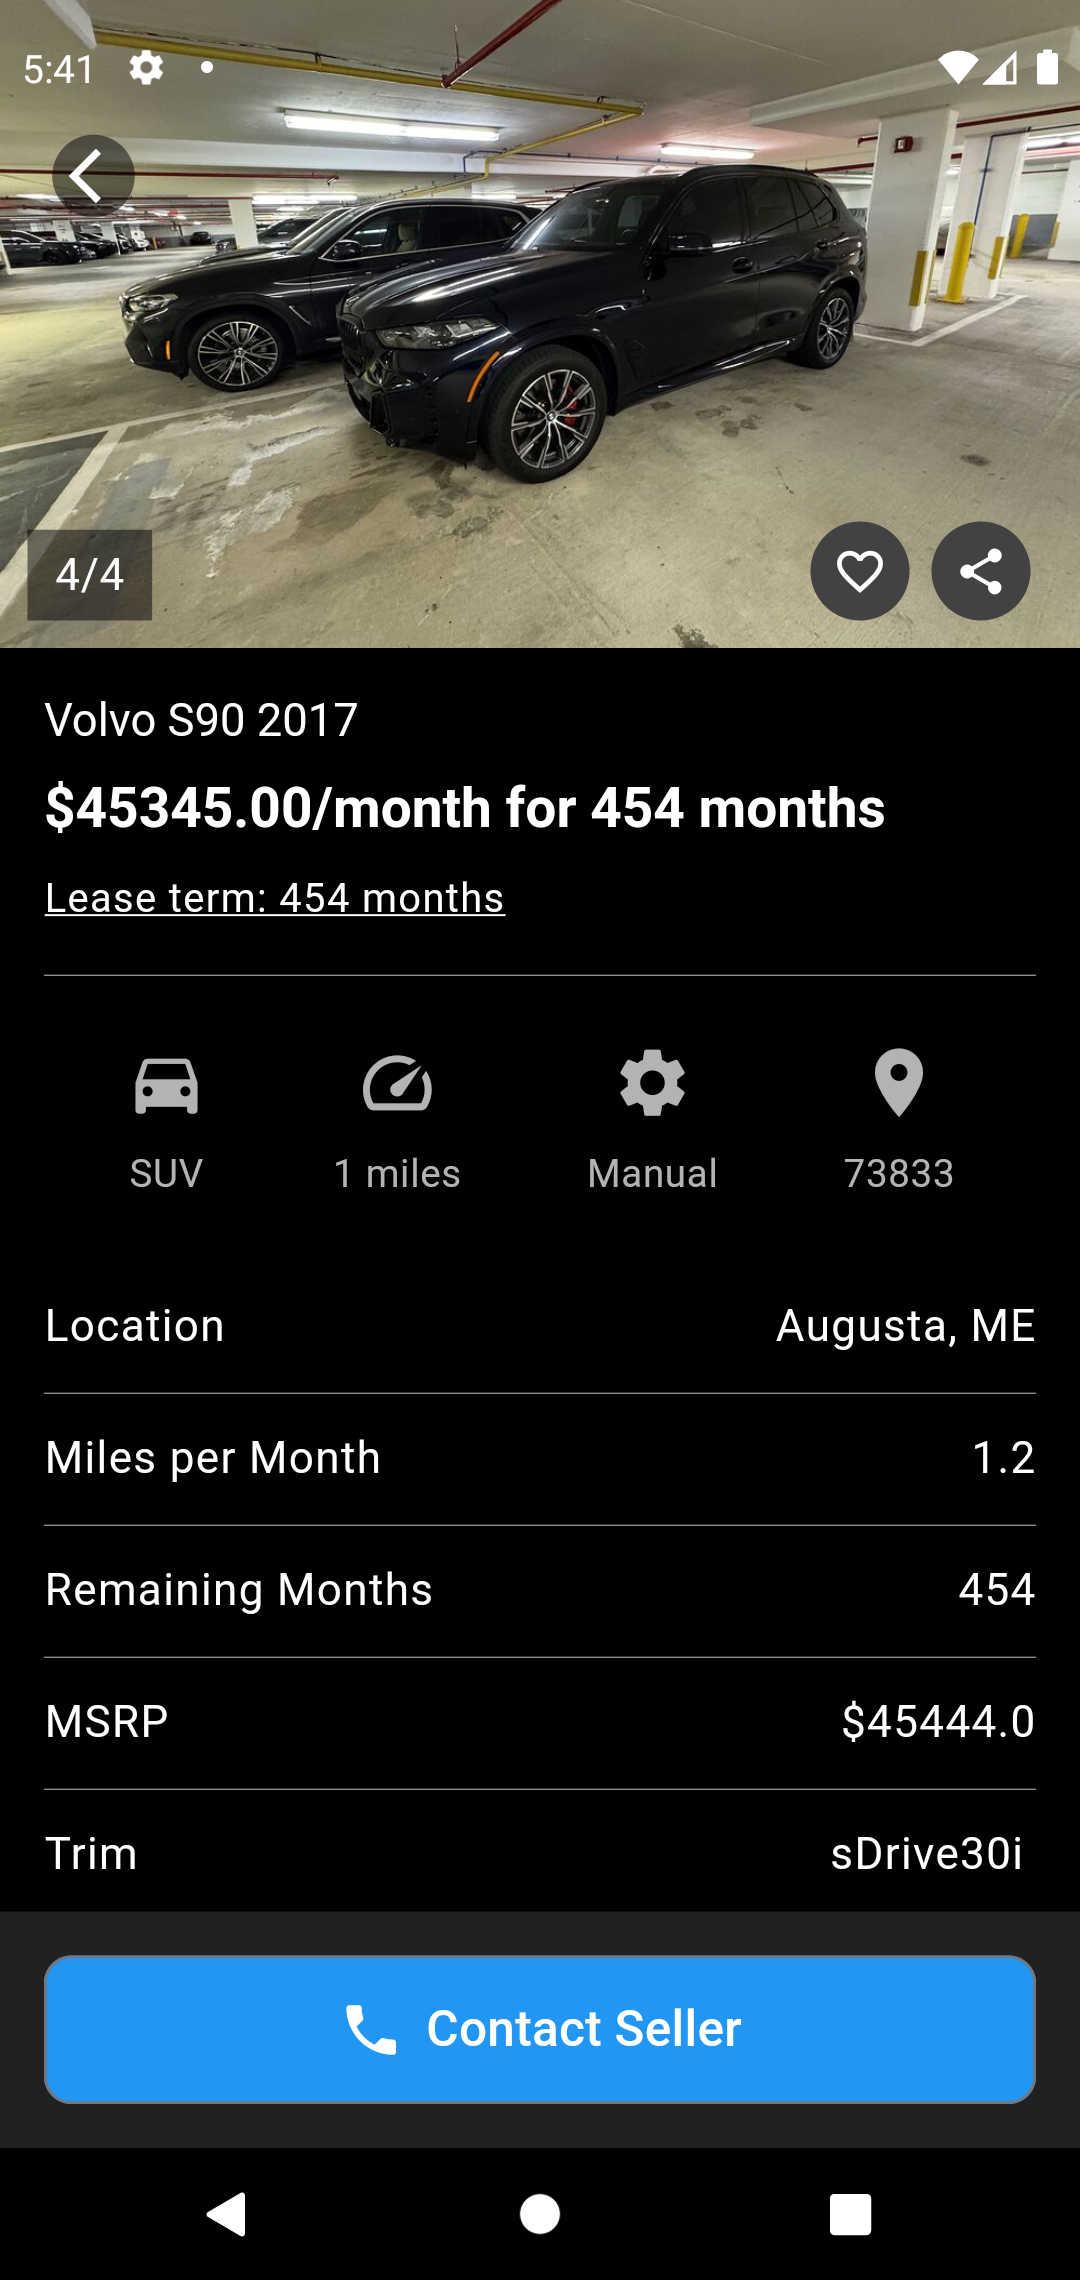 5:41
4/4
Volvo S90 2017
$45345.00/month for 454 months
Lease term: 454 months
SUV
1 miles
Manual
73833
Location
Augusta, ME
Miles per Month
1.2
Remaining Months
454
MSRP
$45444.0
Trim
sDrive30i
Contact Seller